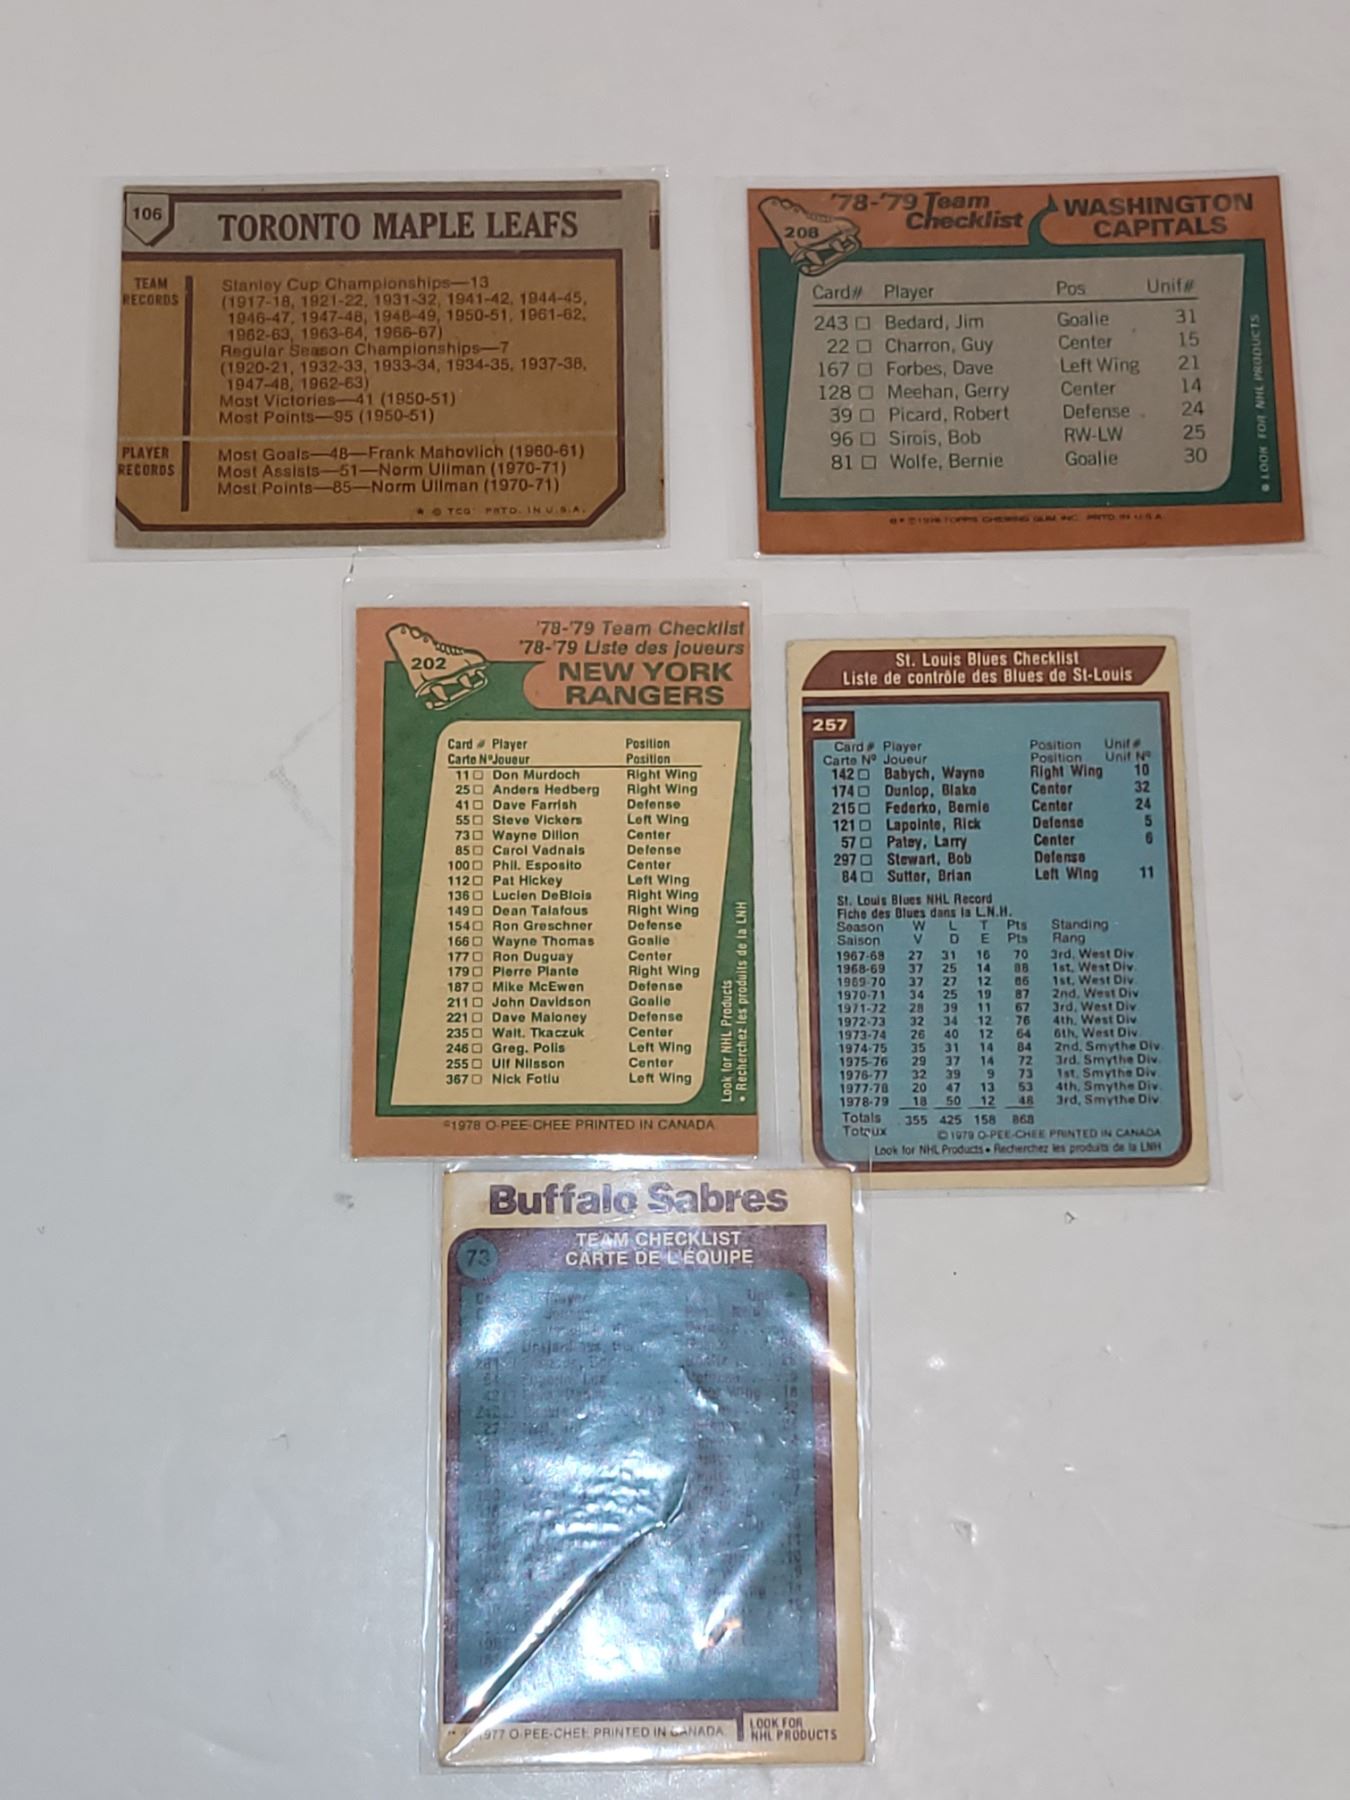 106
TORONTO MAPLE LEAFS
TEAM RECORDS
Stanley Cup Championships—13
(1917-18, 1921-22, 1931-32, 1941-42, 1944-45,
1946-47, 1947-48, 1948-49, 1950-51, 1961-62,
1962-63, 1963-64, 1966-67)
Regular Season Championships—7
(1920-21, 1932-33, 1933-34, 1934-35, 1937-38,
1947-48, 1962-63)
Most Victories—41 (1950-51)
Most Points—95 (1950-51)
PLAYER RECORDS
Most Goals—48—Frank Mahovlich (1960-61)
Most Assists—51—Norm Ullman (1970-71)
Most Points—85—Norm Ullman (1970-71)
* © TCG PRTD. IN U.S.A.
208
'78-'79 Team Checklist
WASHINGTON CAPITALS
Card# Player Pos Unif#
243 □ Bedard, Jim Goalie 31
22 □ Charron, Guy Center 15
167 □ Forbes, Dave Left Wing 21
128 □ Meehan, Gerry Center 14
39 □ Picard, Robert Defense 24
96 □ Sirois, Bob RW-LW 25
81 □ Wolfe, Bernie Goalie 30
• LOOK FOR NHL PRODUCTS
© 1978 TOPPS CHEWING GUM, INC. PRTD. IN U.S.A.
202
'78-'79 Team Checklist
'78-'79 Liste des joueurs
NEW YORK
RANGERS
Card # Player Position
Carte Nº Joueur Position
11 □ Don Murdoch Right Wing
25 □ Anders Hedberg Right Wing
41 □ Dave Farrish Defense
55 □ Steve Vickers Left Wing
73 □ Wayne Dillon Center
85 □ Carol Vadnais Defense
100 □ Phil. Esposito Center
112 □ Pat Hickey Left Wing
136 □ Lucien DeBlois Right Wing
149 □ Dean Talafous Right Wing
154 □ Ron Greschner Defense
166 □ Wayne Thomas Goalie
177 □ Ron Duguay Center
179 □ Pierre Plante Right Wing
187 □ Mike McEwen Defense
211 □ John Davidson Goalie
221 □ Dave Maloney Defense
235 □ Walt. Tkaczuk Center
246 □ Greg. Polis Left Wing
255 □ Ulf Nilsson Center
367 □ Nick Fotiu Left Wing
Look for NHL Products
• Recherchez les produits de la LNH
©1978 O-PEE-CHEE PRINTED IN CANADA
St. Louis Blues Checklist
Liste de contrôle des Blues de St-Louis
257
Card # Player Position Unif #
Carte Nº Joueur Position Unif Nº
142 □ Babych, Wayne Right Wing 10
174 □ Dunlop, Blake Center 32
215 □ Federko, Bernie Center 24
121 □ Lapointe, Rick Defense 5
57 □ Patey, Larry Center 6
297 □ Stewart, Bob Defense
84 □ Sutter, Brian Left Wing 11
St. Louis Blues NHL Record
Fiche des Blues dans la L.N.H.
Season W L T Pts Standing
Saison V D E Pts Rang
1967-68 27 31 16 70 3rd, West Div.
1968-69 37 25 14 88 1st, West Div.
1969-70 37 27 12 86 1st, West Div.
1970-71 34 25 19 87 2nd, West Div.
1971-72 28 39 11 67 3rd, West Div.
1972-73 32 34 12 76 4th, West Div.
1973-74 26 40 12 64 6th, West Div.
1974-75 35 31 14 84 2nd, Smythe Div.
1975-76 29 37 14 72 3rd, Smythe Div.
1976-77 32 39 9 73 1st, Smythe Div.
1977-78 20 47 13 53 4th, Smythe Div.
1978-79 18 50 12 48 3rd, Smythe Div.
Totals 355 425 158 868
Totaux
© 1979 O-PEE-CHEE PRINTED IN CANADA
Look for NHL Products • Recherchez les produits de la LNH
Buffalo Sabres
73
TEAM CHECKLIST
CARTE DE L'ÉQUIPE
1977 O-PEE-CHEE PRINTED IN CANADA
LOOK FOR
NHL PRODUCTS